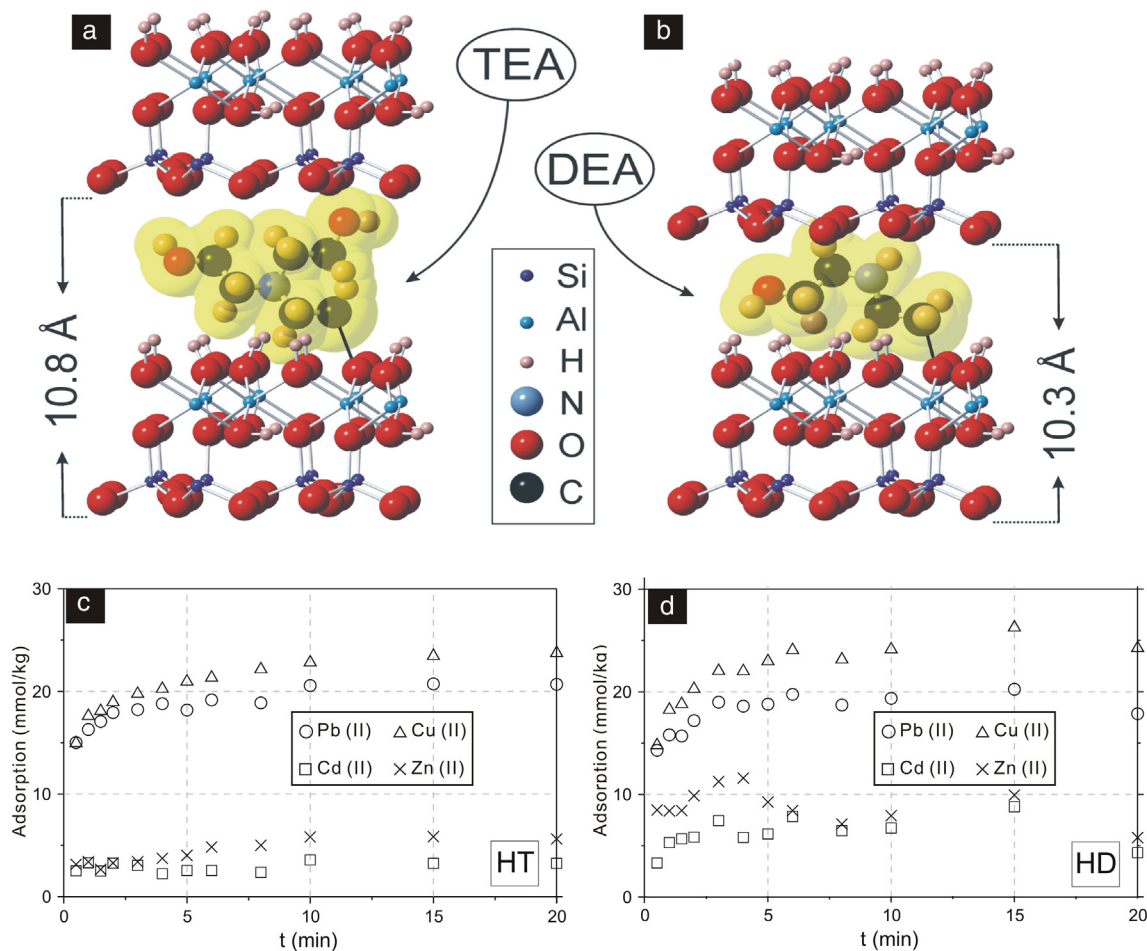 a
TEA
b
DEA
10.8 Å
Si
Al
H
N
O
C
10.3 Å
c
30
20
10
0
Adsorption (mmol/kg)
Pb (II) Cu (II)
Cd (II) Zn (II)
HT
0 5 10 15 20
t (min)
d
30
20
10
0
Adsorption (mmol/kg)
Pb (II) Cu (II)
Cd (II) Zn (II)
HD
0 5 10 15 20
t (min)